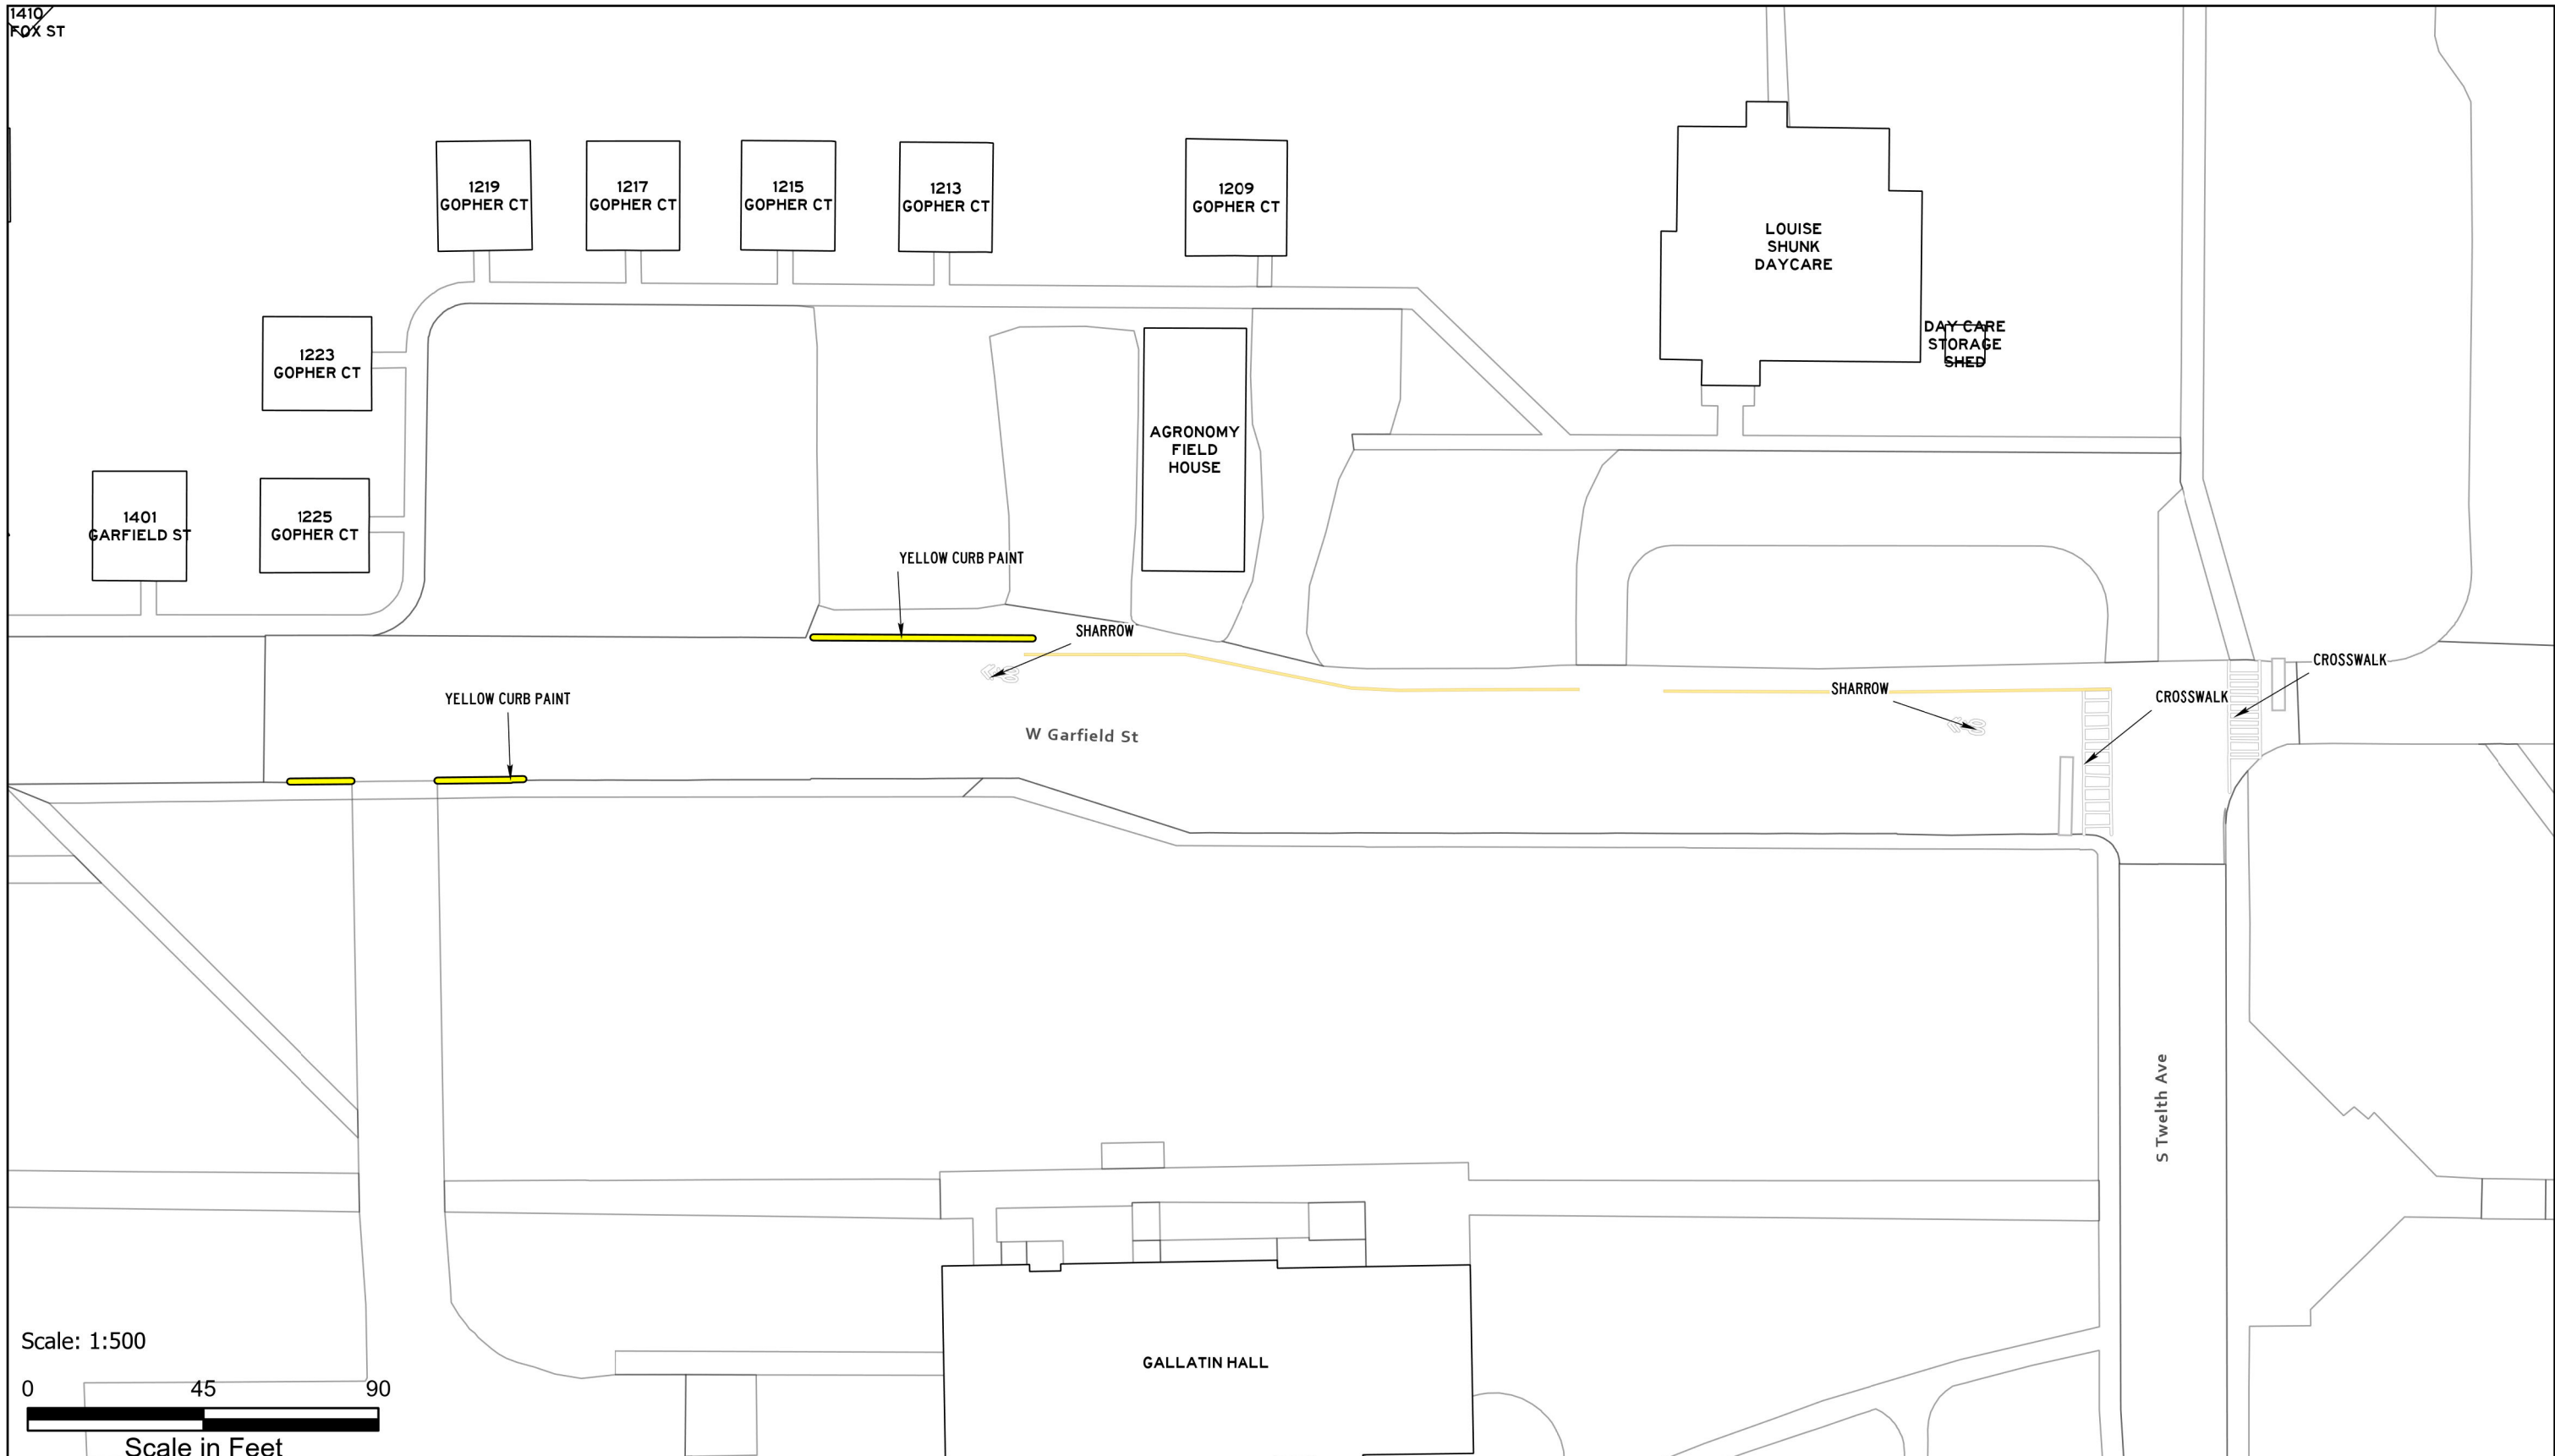 1410
FOX ST
1219
GOPHER CT
1217
GOPHER CT
1215
GOPHER CT
1213
GOPHER CT
1209
GOPHER CT
LOUISE
SHUNK
DAYCARE
DAY CARE
STORAGE
SHED
1223
GOPHER CT
AGRONOMY
FIELD
HOUSE
1401
GARFIELD ST
1225
GOPHER CT
YELLOW CURB PAINT
SHARROW
CROSSWALK
YELLOW CURB PAINT
SHARROW
CROSSWALK
W Garfield St
S Twelth Ave
GALLATIN HALL
Scale: 1:500
0 45 90
Scale in Feet